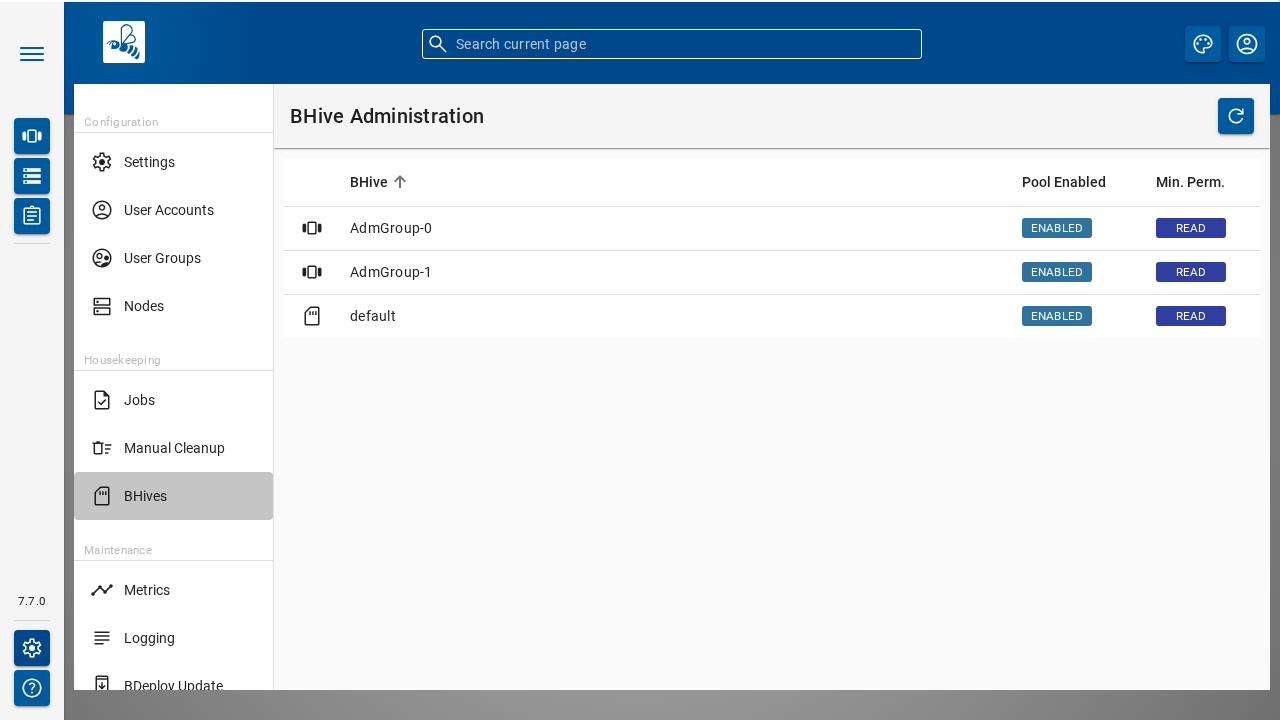 Search current page
Configuration
Settings
User Accounts
User Groups
Nodes
Housekeeping
Jobs
Manual Cleanup
BHives
Maintenance
Metrics
Logging
BDeploy Update
7.7.0
BHive Administration
BHive Pool Enabled Min. Perm.
AdmGroup-0 ENABLED READ
AdmGroup-1 ENABLED READ
default ENABLED READ